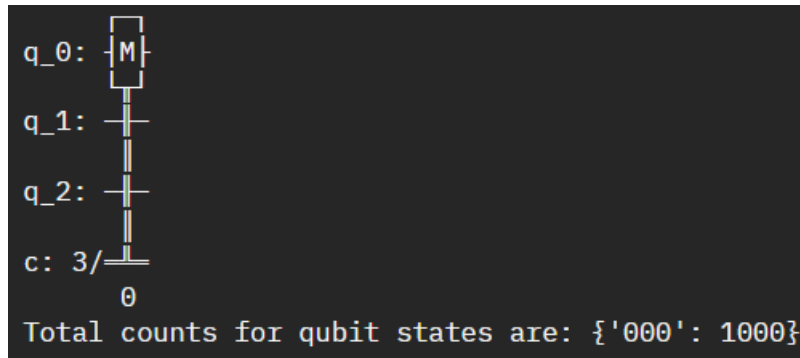 ┌─┐
q_0: ┤M├
└╥┘
q_1: ─╫─
║
q_2: ─╫─
║
c: 3/═╩═
0
Total counts for qubit states are: {'000': 1000}